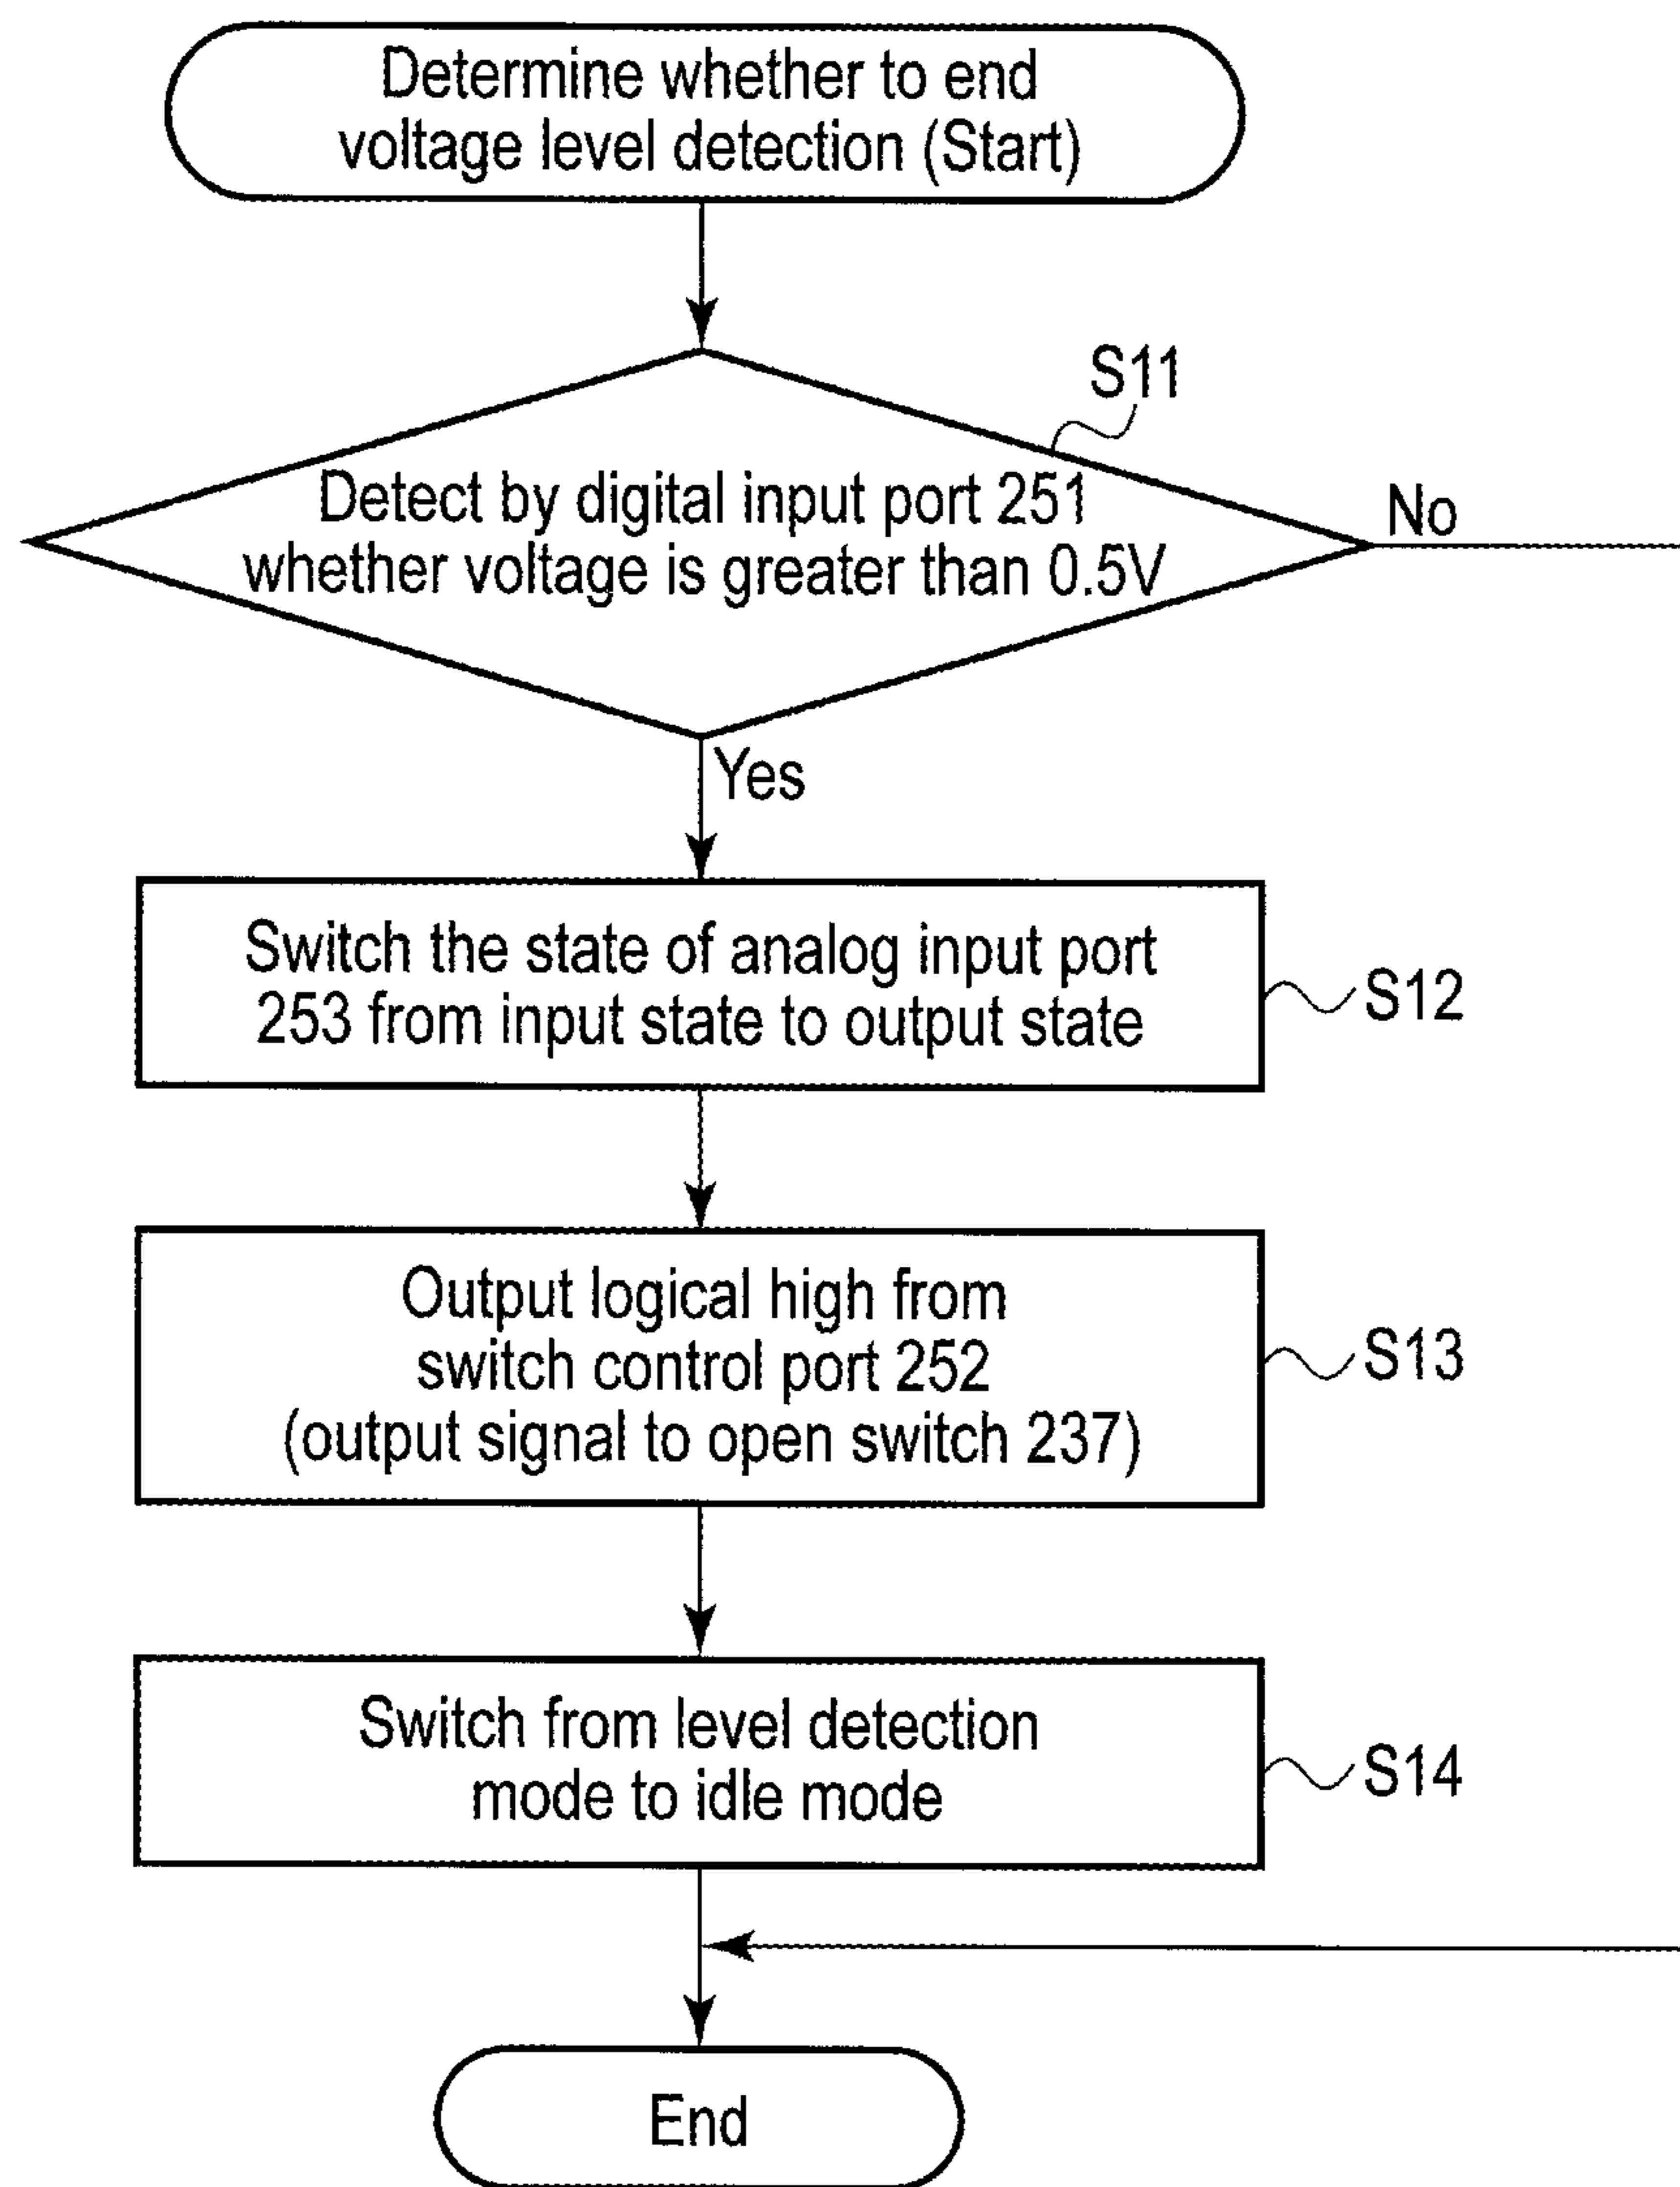 Determine whether to end
voltage level detection (Start)
S11
Detect by digital input port 251
whether voltage is greater than 0.5V
No
Yes
Switch the state of analog input port
253 from input state to output state
S12
Output logical high from
switch control port 252
(output signal to open switch 237)
S13
Switch from level detection
mode to idle mode
S14
End